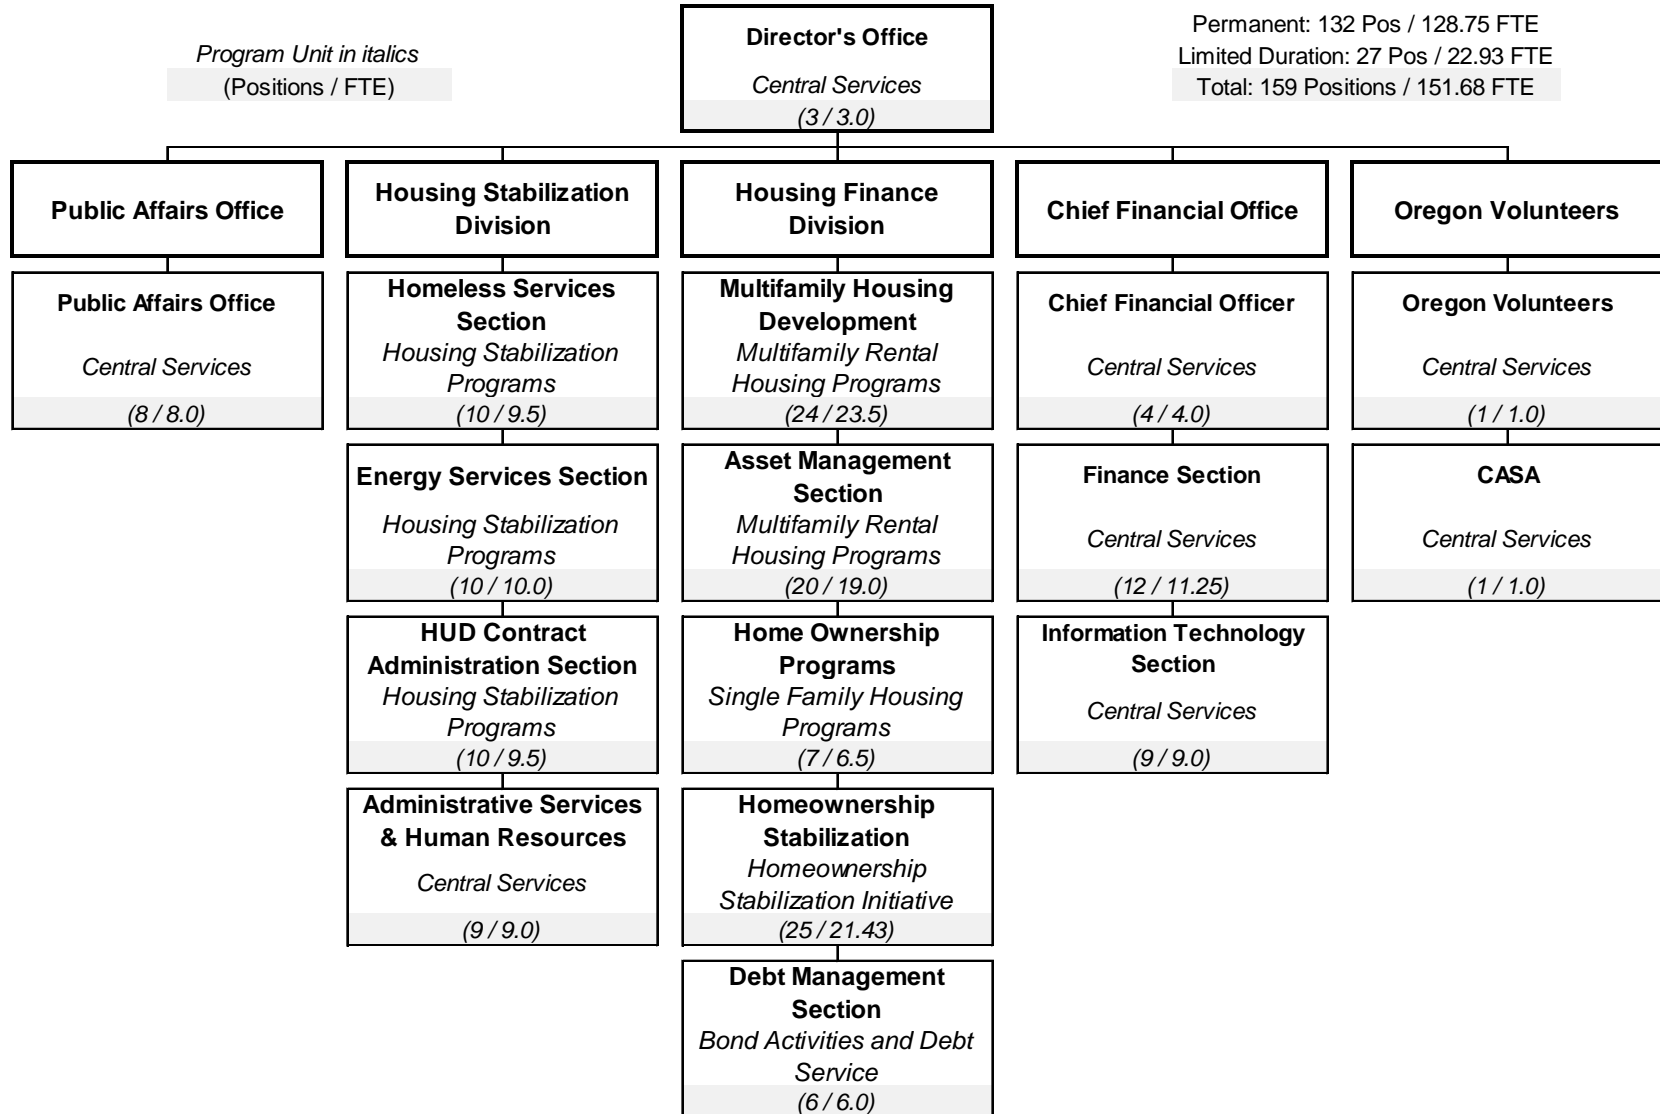 Program Unit in italics
(Positions / FTE)
Director's Office
Central Services
(3 / 3.0)
Permanent: 132 Pos / 128.75 FTE
Limited Duration: 27 Pos / 22.93 FTE
Total: 159 Positions / 151.68 FTE
Public Affairs Office
Housing Stabilization
Division
Housing Finance
Division
Chief Financial Office
Oregon Volunteers
Public Affairs Office
Central Services
(8 / 8.0)
Homeless Services
Section
Housing Stabilization
Programs
(10 / 9.5)
Multifamily Housing
Development
Multifamily Rental
Housing Programs
(24 / 23.5)
Chief Financial Officer
Central Services
(4 / 4.0)
Oregon Volunteers
Central Services
(1 / 1.0)
Energy Services Section
Housing Stabilization
Programs
(10 / 10.0)
Asset Management
Section
Multifamily Rental
Housing Programs
(20 / 19.0)
Finance Section
Central Services
(12 / 11.25)
CASA
Central Services
(1 / 1.0)
HUD Contract
Administration Section
Housing Stabilization
Programs
(10 / 9.5)
Home Ownership
Programs
Single Family Housing
Programs
(7 / 6.5)
Information Technology
Section
Central Services
(9 / 9.0)
Administrative Services
& Human Resources
Central Services
(9 / 9.0)
Homeownership
Stabilization
Homeownership
Stabilization Initiative
(25 / 21.43)
Debt Management
Section
Bond Activities and Debt
Service
(6 / 6.0)